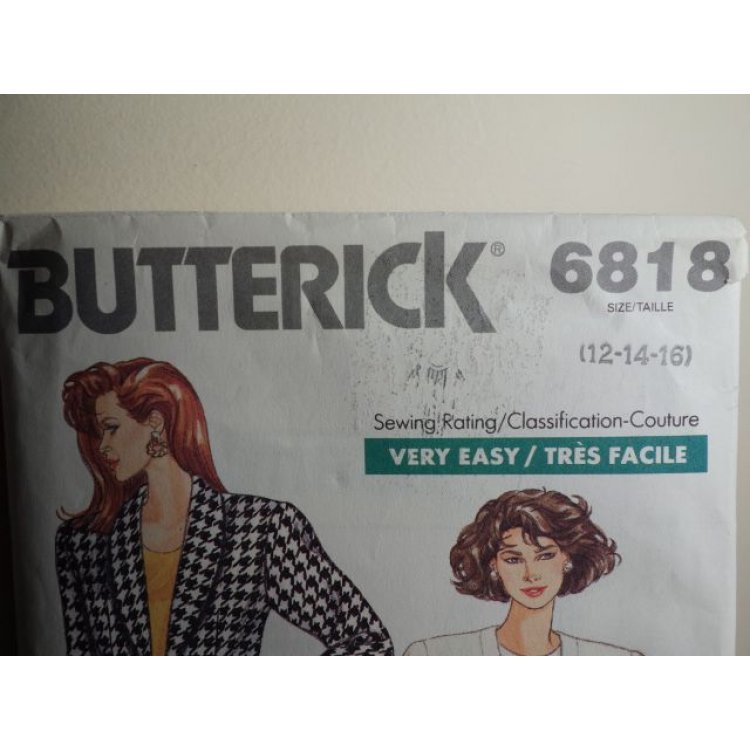 BUTTERICK® 6818
SIZE/TAILLE
(12-14-16)
Sewing Rating/Classification-Couture
VERY EASY / TRÈS FACILE